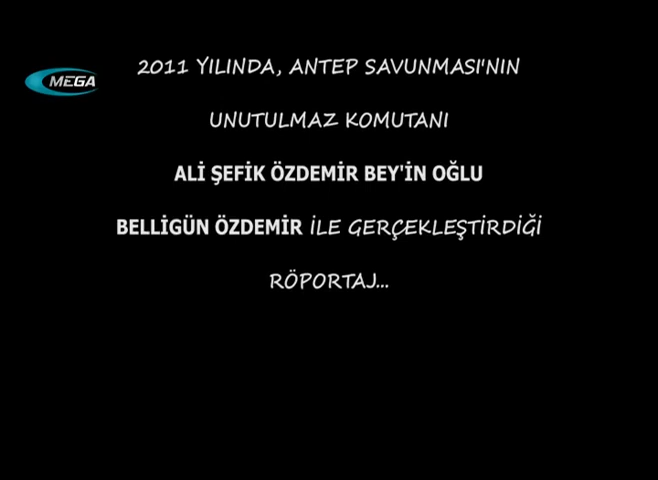 2011 YILINDA, ANTEP SAVUNMASI'NIN
MEGA
UNUTULMAZ KOMUTANI
ALİ ŞEFİK ÖZDEMİR BEY'İN OĞLU
BELLİGÜN ÖZDEMİR İLE GERÇEKLEŞTİRDİĞİ
RÖPORTAJ...